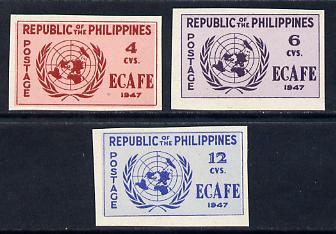 REPUBLIC OF THE PHILIPPINES
POSTAGE
4
CVS.
ECAFE
1947
REPUBLIC OF THE PHILIPPINES
POSTAGE
6
CVS.
ECAFE
1947
REPUBLIC OF THE PHILIPPINES
POSTAGE
12
CVS.
ECAFE
1947